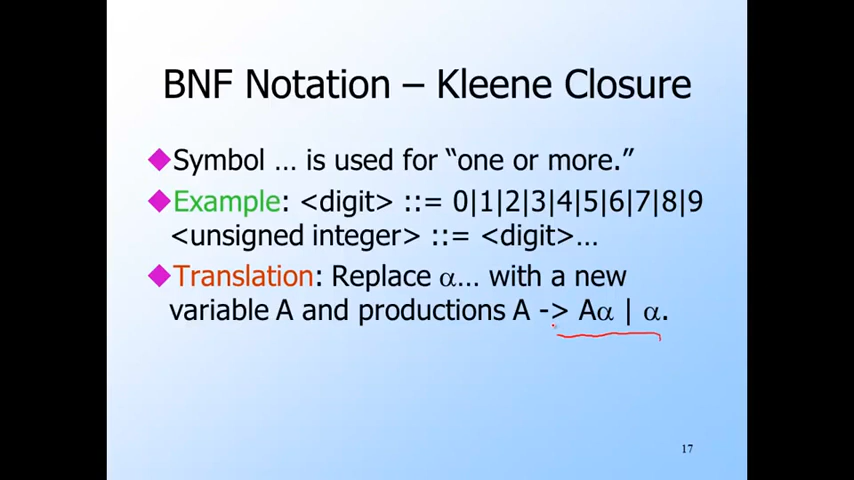 BNF Notation – Kleene Closure
Symbol … is used for “one or more.”
Example: <digit> ::= 0|1|2|3|4|5|6|7|8|9
<unsigned integer> ::= <digit>…
Translation: Replace α… with a new
variable A and productions A -> Aα | α.
17